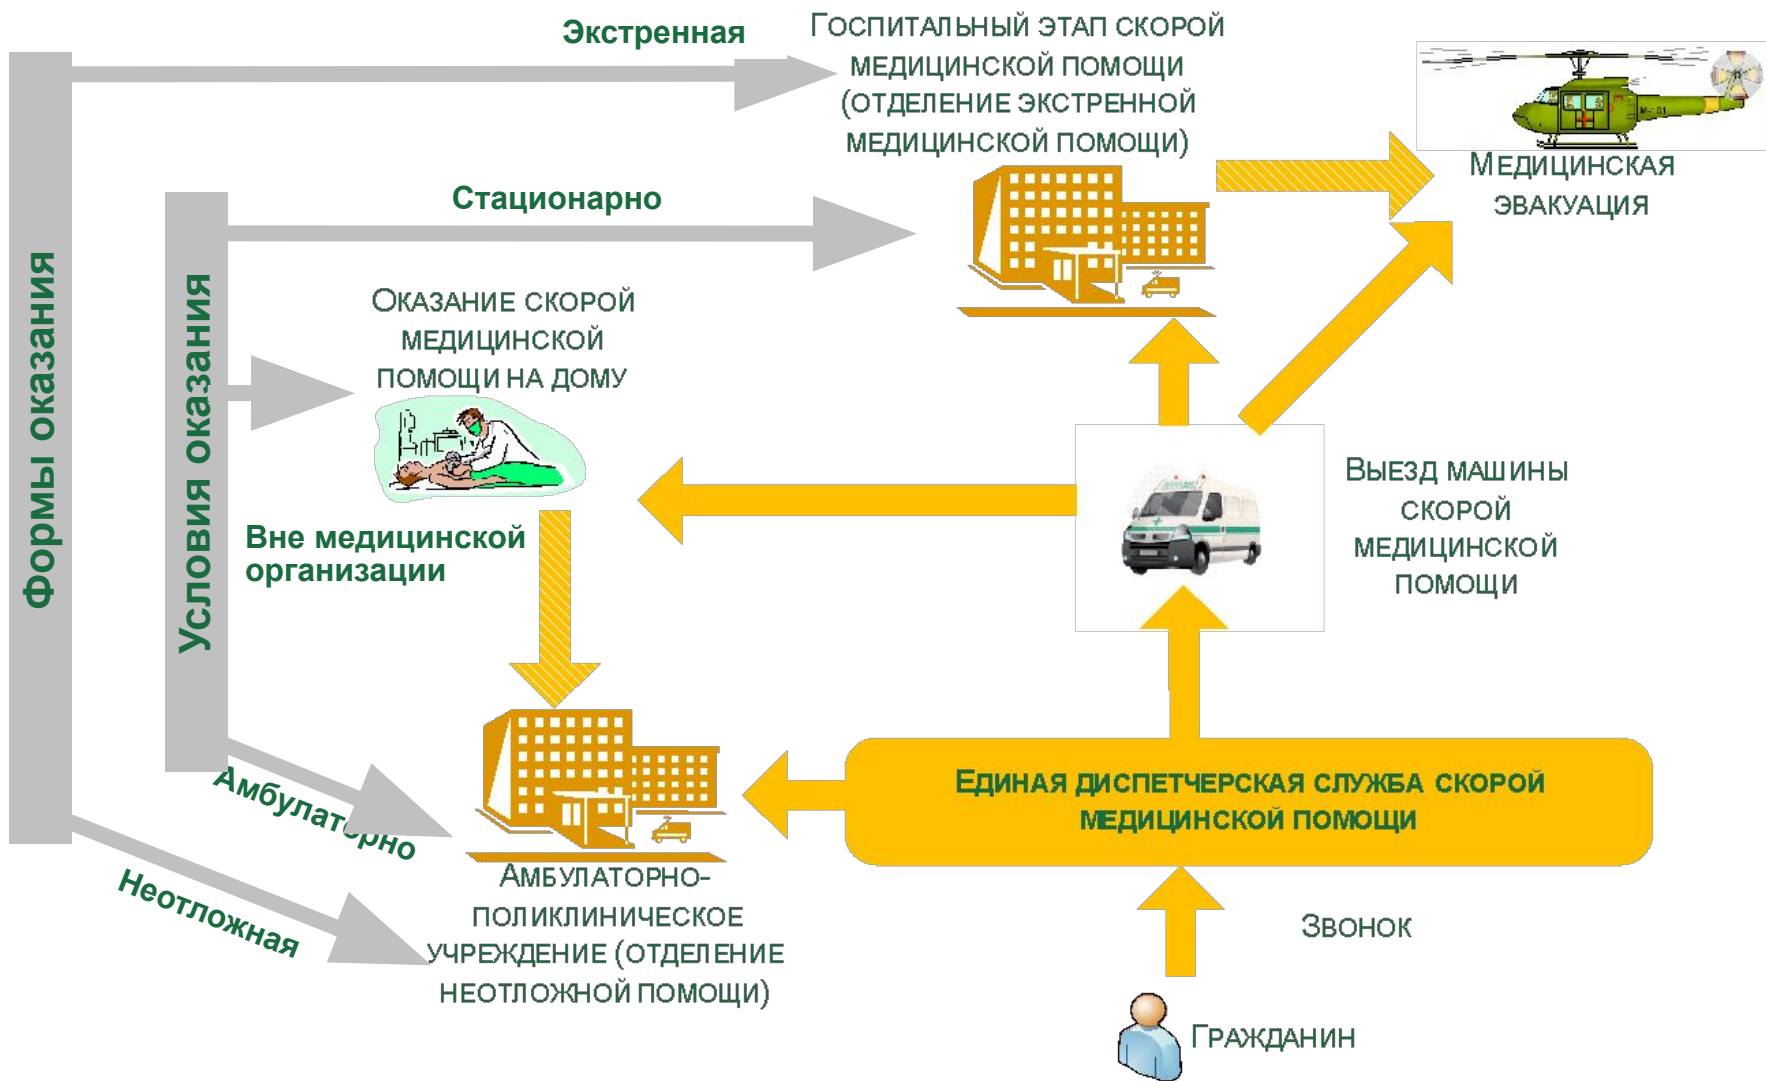 Экстренная
Госпитальный этап скорой
медицинской помощи
(отделение экстренной
медицинской помощи)
М-101
Медицинская
эвакуация
Стационарно
Формы оказания
Условия оказания
Оказание скорой
медицинской
помощи на дому
Вне медицинской
организации
Выезд машины
скорой
медицинской
помощи
Единая диспетчерская служба скорой
медицинской помощи
Амбулаторно
Неотложная
Амбулаторно-
поликлиническое
учреждение (отделение
неотложной помощи)
Звонок
Гражданин